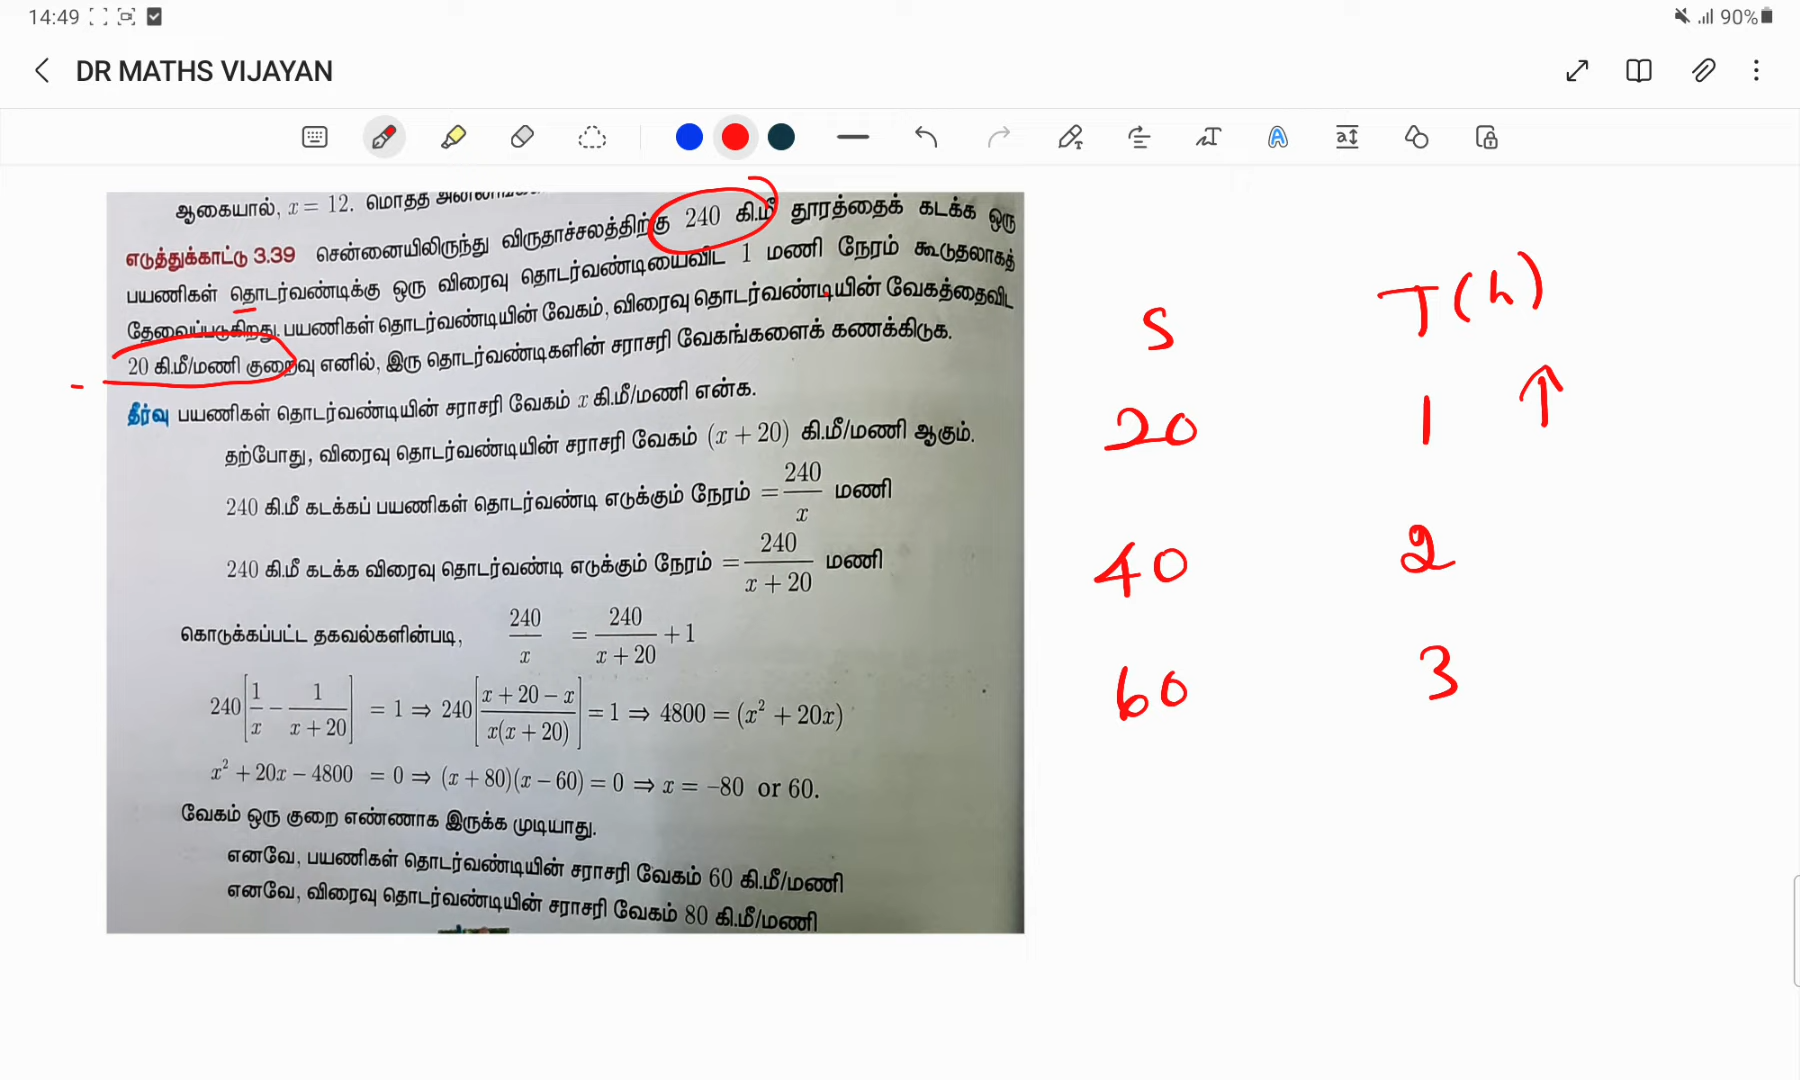 14:49
90%
DR MATHS VIJAYAN
ஆகையால், x = 12. மொத்த
எடுத்துக்காட்டு 3.39 சென்னையிலிருந்து விருதாச்சலத்திற்கு 240 கி.மீ தூரத்தைக் கடக்க ஒரு
பயணிகள் தொடர்வண்டிக்கு ஒரு விரைவு தொடர்வண்டியைவிட 1 மணி நேரம் கூடுதலாகத்
தேவைப்படுகிறது. பயணிகள் தொடர்வண்டியின் வேகம், விரைவு தொடர்வண்டியின் வேகத்தைவிட
20 கி.மீ/மணி குறைவு எனில், இரு தொடர்வண்டிகளின் சராசரி வேகங்களைக் கணக்கிடுக.
தீர்வு பயணிகள் தொடர்வண்டியின் சராசரி வேகம் x கி.மீ/மணி என்க.
தற்போது, விரைவு தொடர்வண்டியின் சராசரி வேகம் (x + 20) கி.மீ/மணி ஆகும்.
240 கி.மீ கடக்கப் பயணிகள் தொடர்வண்டி எடுக்கும் நேரம் = 240/x மணி
240 கி.மீ கடக்க விரைவு தொடர்வண்டி எடுக்கும் நேரம் = 240/(x + 20) மணி
கொடுக்கப்பட்ட தகவல்களின்படி, 240/x = 240/(x + 20) + 1
240[1/x − 1/(x + 20)] = 1 ⇒ 240[(x + 20 − x)/(x(x + 20))] = 1 ⇒ 4800 = (x² + 20x)
x² + 20x − 4800 = 0 ⇒ (x + 80)(x − 60) = 0 ⇒ x = −80 or 60.
வேகம் ஒரு குறை எண்ணாக இருக்க முடியாது.
எனவே, பயணிகள் தொடர்வண்டியின் சராசரி வேகம் 60 கி.மீ/மணி
எனவே, விரைவு தொடர்வண்டியின் சராசரி வேகம் 80 கி.மீ/மணி
S T(h)
20 1 ↑
40 2
60 3